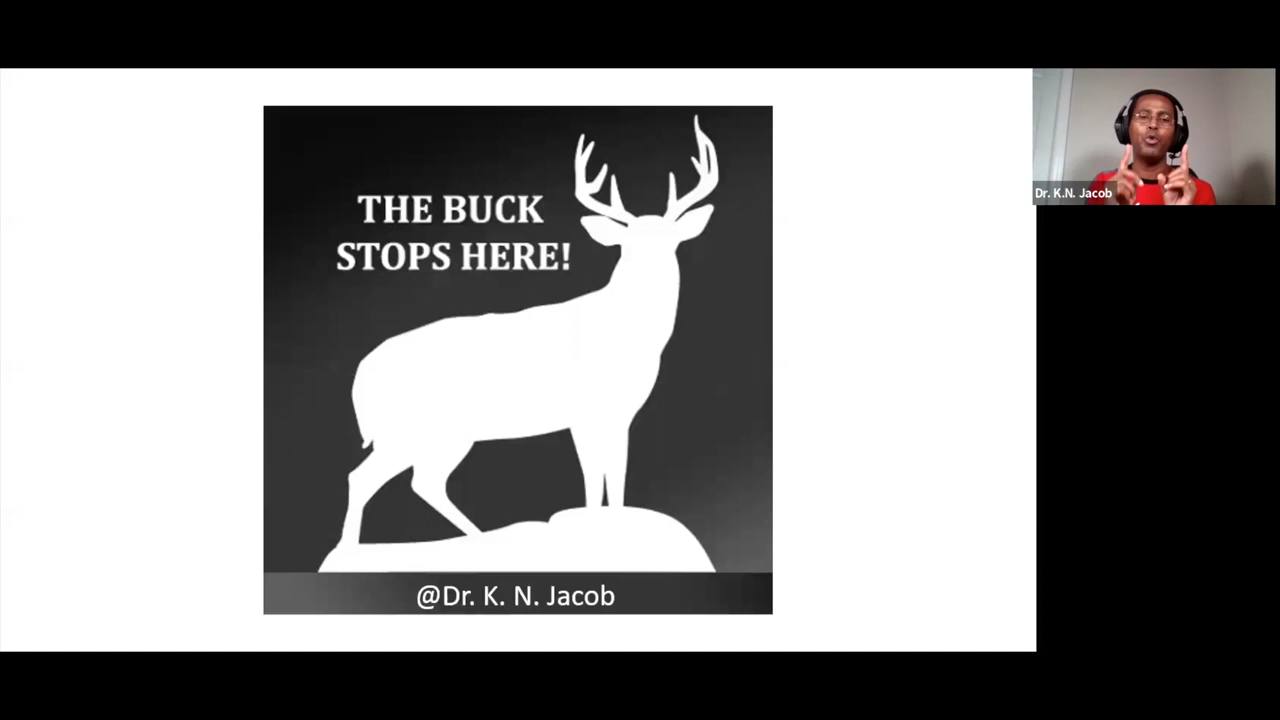 THE BUCK
STOPS HERE!
@Dr. K. N. Jacob
Dr. K.N. Jacob